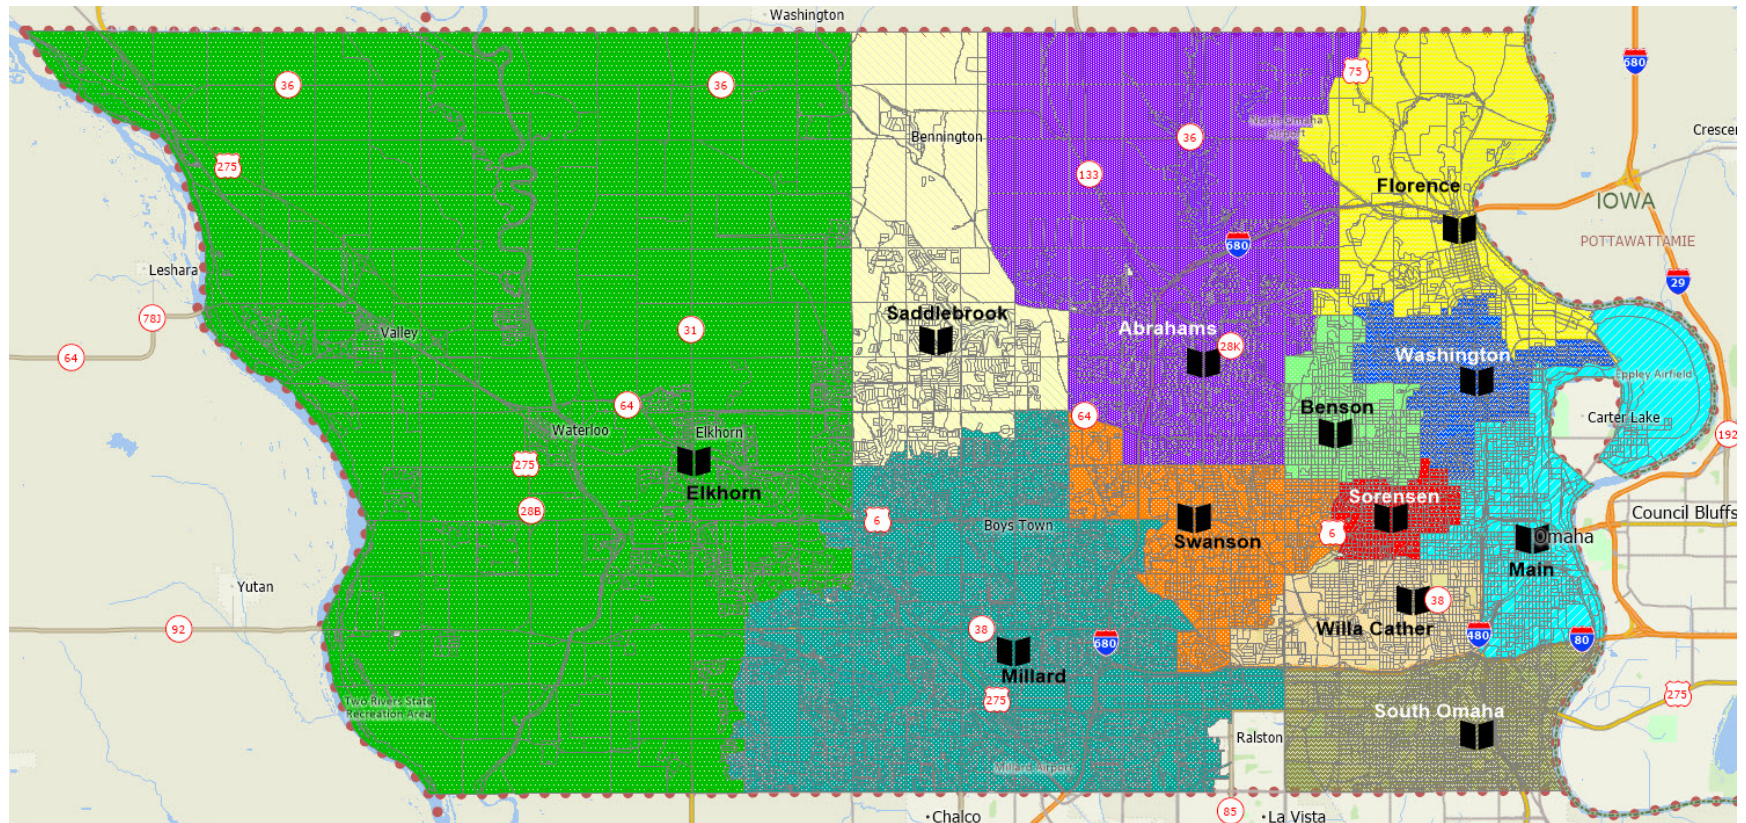 Washington
36
36
75
680
Bennington
North Omaha
Airport
36
Crescen
275
133
Florence
IOWA
680
POTTAWATTAMIE
Leshara
29
78J
Saddlebrook
31
Abrahams
Valley
28K
64
Washington
Eppley Airfield
64
Benson
64
Carter Lake
Waterloo
Elkhorn
192
275
Elkhorn
Sorensen
28B
6
Boys Town
6
Council Bluffs
Swanson
Omaha
Main
Yutan
38
92
38
680
Willa Cather
480
80
Millard
275
275
Two Rivers State
Recreation Area
South Omaha
Ralston
Millard Airport
85
Chalco
La Vista